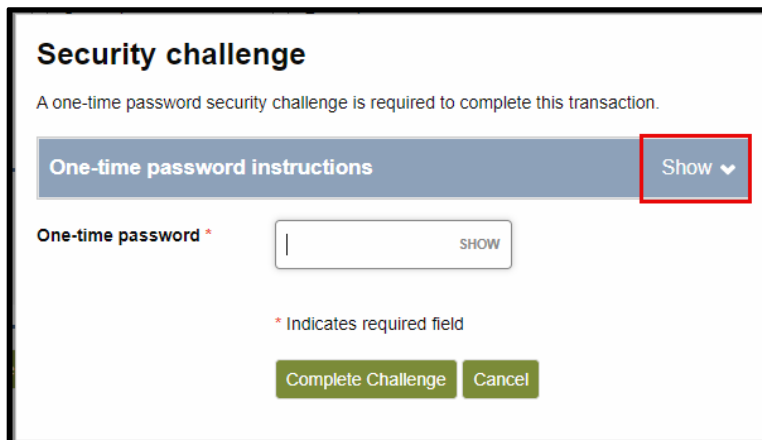 Security challenge
A one-time password security challenge is required to complete this transaction.
One-time password instructions Show
One-time password * SHOW
* Indicates required field
Complete Challenge Cancel